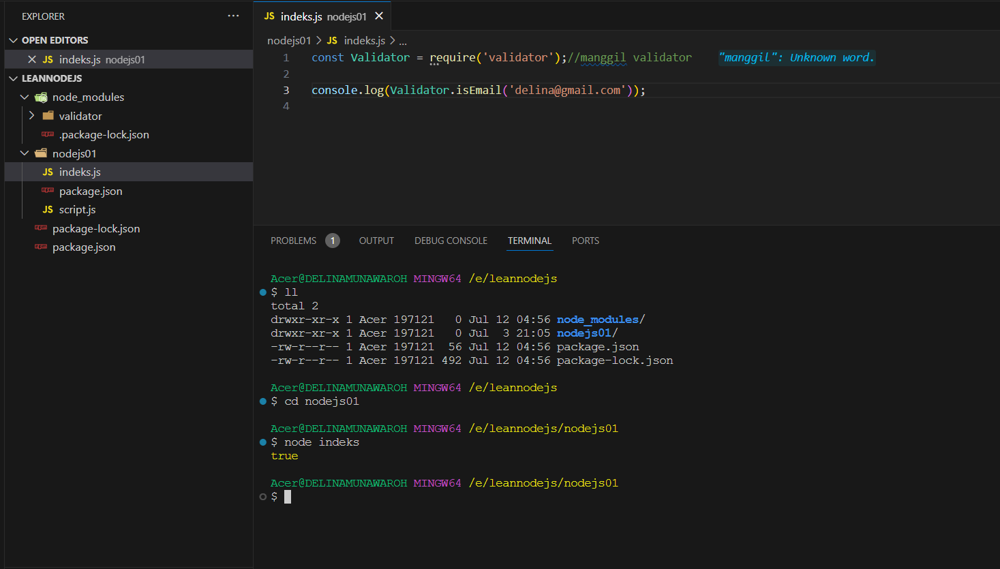 EXPLORER
OPEN EDITORS
JS indeks.js nodejs01
LEANNODEJS
node_modules
validator
.package-lock.json
nodejs01
JS indeks.js
package.json
JS script.js
package-lock.json
package.json
JS indeks.js nodejs01
nodejs01 > JS indeks.js > ...
1 const Validator = require('validator');//manggil validator "manggil": Unknown word.
2
3 console.log(Validator.isEmail('delina@gmail.com'));
4
PROBLEMS 1 OUTPUT DEBUG CONSOLE TERMINAL PORTS
Acer@DELINAMUNAWAROH MINGW64 /e/leannodejs
$ ll
total 2
drwxr-xr-x 1 Acer 197121   0 Jul 12 04:56 node_modules/
drwxr-xr-x 1 Acer 197121   0 Jul  3 21:05 nodejs01/
-rw-r--r-- 1 Acer 197121  56 Jul 12 04:56 package.json
-rw-r--r-- 1 Acer 197121 492 Jul 12 04:56 package-lock.json
Acer@DELINAMUNAWAROH MINGW64 /e/leannodejs
$ cd nodejs01
Acer@DELINAMUNAWAROH MINGW64 /e/leannodejs/nodejs01
$ node indeks
true
Acer@DELINAMUNAWAROH MINGW64 /e/leannodejs/nodejs01
$